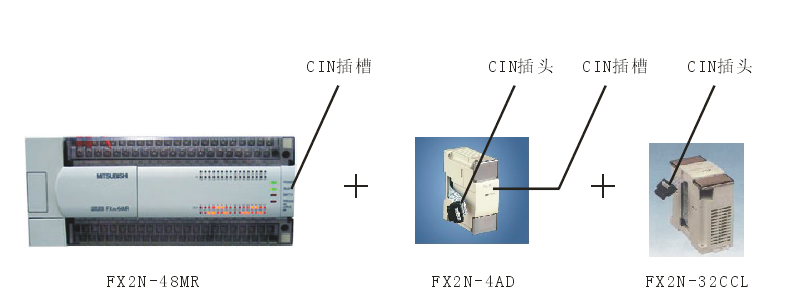 CIN插槽 CIN插头 CIN插槽 CIN插头
MITSUBISHI
FX2N-48MR FX2N-4AD FX2N-32CCL